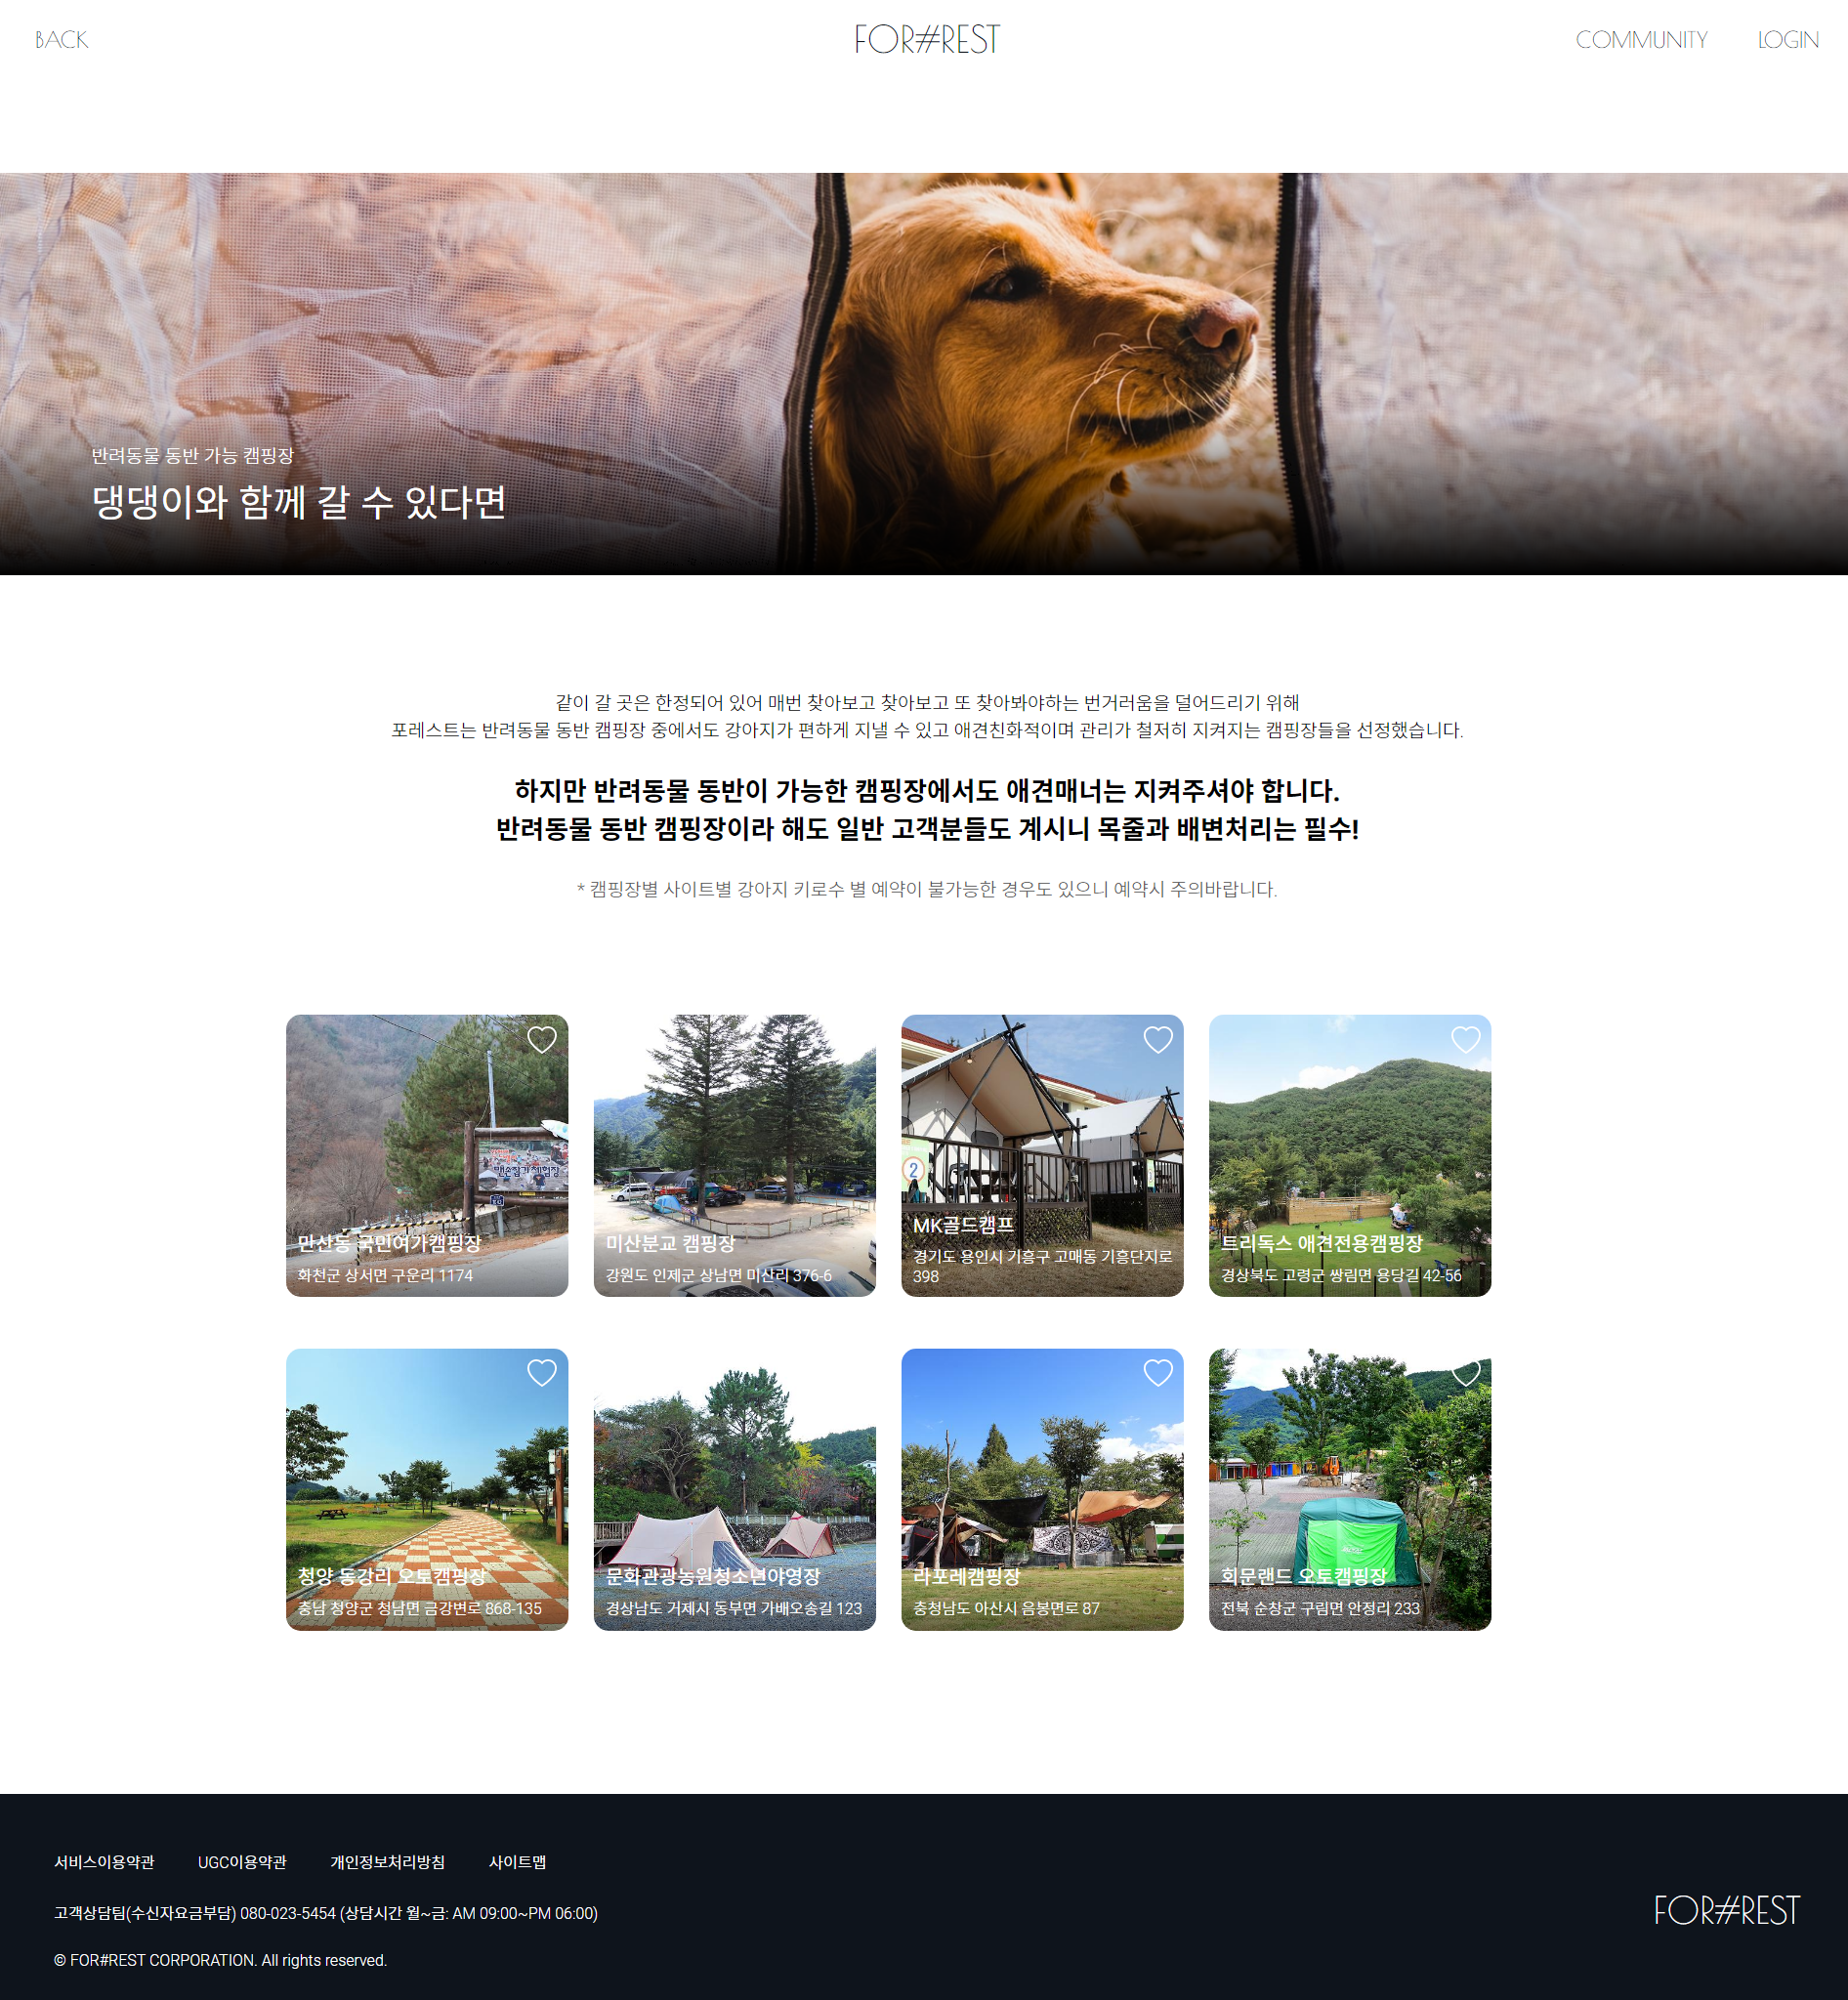 BACK
FOR#REST
COMMUNITY
LOGIN
반려동물 동반 가능 캠핑장
댕댕이와 함께 갈 수 있다면
같이 갈 곳은 한정되어 있어 매번 찾아보고 찾아보고 또 찾아봐야하는 번거러움을 덜어드리기 위해
포레스트는 반려동물 동반 캠핑장 중에서도 강아지가 편하게 지낼 수 있고 애견친화적이며 관리가 철저히 지켜지는 캠핑장들을 선정했습니다.
하지만 반려동물 동반이 가능한 캠핑장에서도 애견매너는 지켜주셔야 합니다.
반려동물 동반 캠핑장이라 해도 일반 고객분들도 계시니 목줄과 배변처리는 필수!
* 캠핑장별 사이트별 강아지 키로수 별 예약이 불가능한 경우도 있으니 예약시 주의바랍니다.
맨손잡기 체험장
만산동 국민여가캠핑장
화천군 상서면 구운리 1174
미산분교 캠핑장
강원도 인제군 상남면 미산리 376-6
2
MK골드캠프
경기도 용인시 기흥구 고매동 기흥단지로
398
트리독스 애견전용캠핑장
경상북도 고령군 쌍림면 용당길 42-56
청양 동강리 오토캠핑장
충남 청양군 청남면 금강변로 868-135
문화관광농원청소년야영장
경상남도 거제시 동부면 가배오송길 123
라포레캠핑장
충청남도 아산시 음봉면로 87
회문랜드 오토캠핑장
전북 순창군 구림면 안정리 233
서비스이용약관
UGC이용약관
개인정보처리방침
사이트맵
고객상담팀(수신자요금부담) 080-023-5454 (상담시간 월~금: AM 09:00~PM 06:00)
© FOR#REST CORPORATION. All rights reserved.
FOR#REST